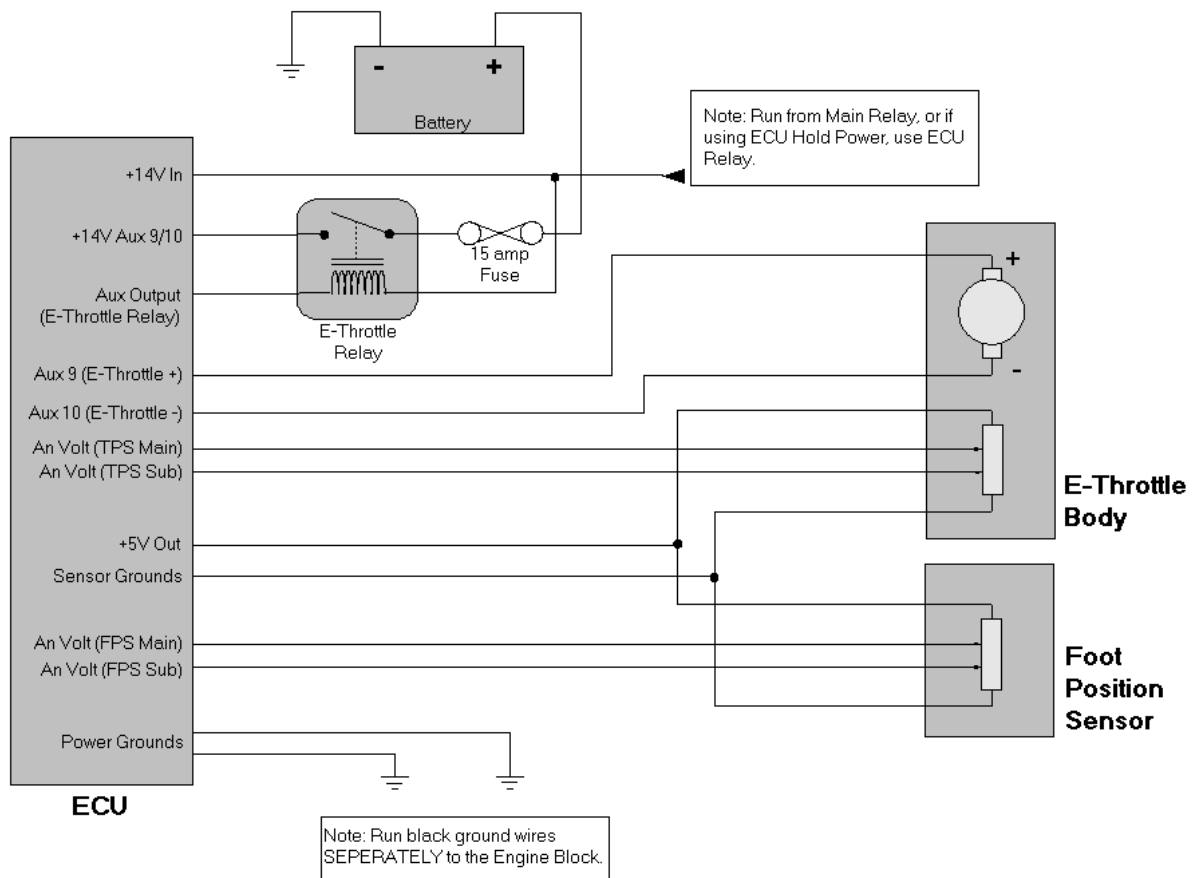 -
+
Battery
Note: Run from Main Relay, or if
using ECU Hold Power, use ECU
Relay.
+14V In
+14V Aux 9/10
15 amp
Fuse
Aux Output
(E-Throttle Relay)
E-Throttle
Relay
+
-
Aux 9 (E-Throttle +)
Aux 10 (E-Throttle -)
An Volt (TPS Main)
An Volt (TPS Sub)
E-Throttle
Body
+5V Out
Sensor Grounds
An Volt (FPS Main)
An Volt (FPS Sub)
Foot
Position
Sensor
Power Grounds
ECU
Note: Run black ground wires
SEPERATELY to the Engine Block.